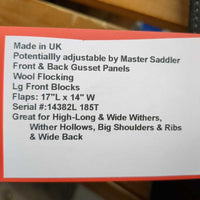 Made in UK
Potentiallly adjustable by Master Saddler
Front & Back Gusset Panels
Wool Flocking
Lg Front Blocks
Flaps: 17"L x 14" W
Serial #:14382L 185T
Great for High-Long & Wide Withers,
Wither Hollows, Big Shoulders & Ribs
& Wide Back